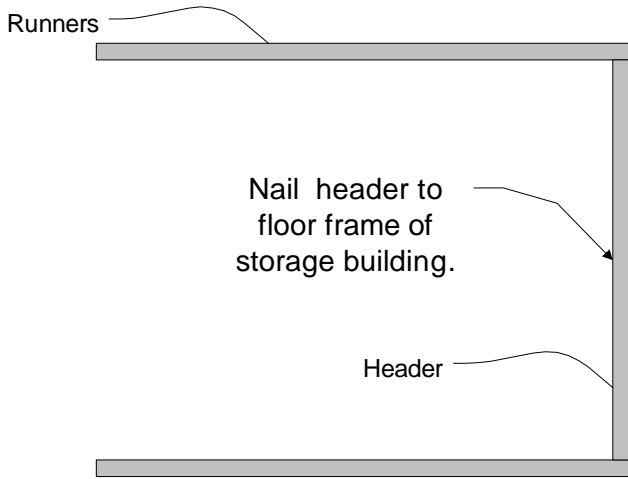 Runners
Nail header to
floor frame of
storage building.
Header